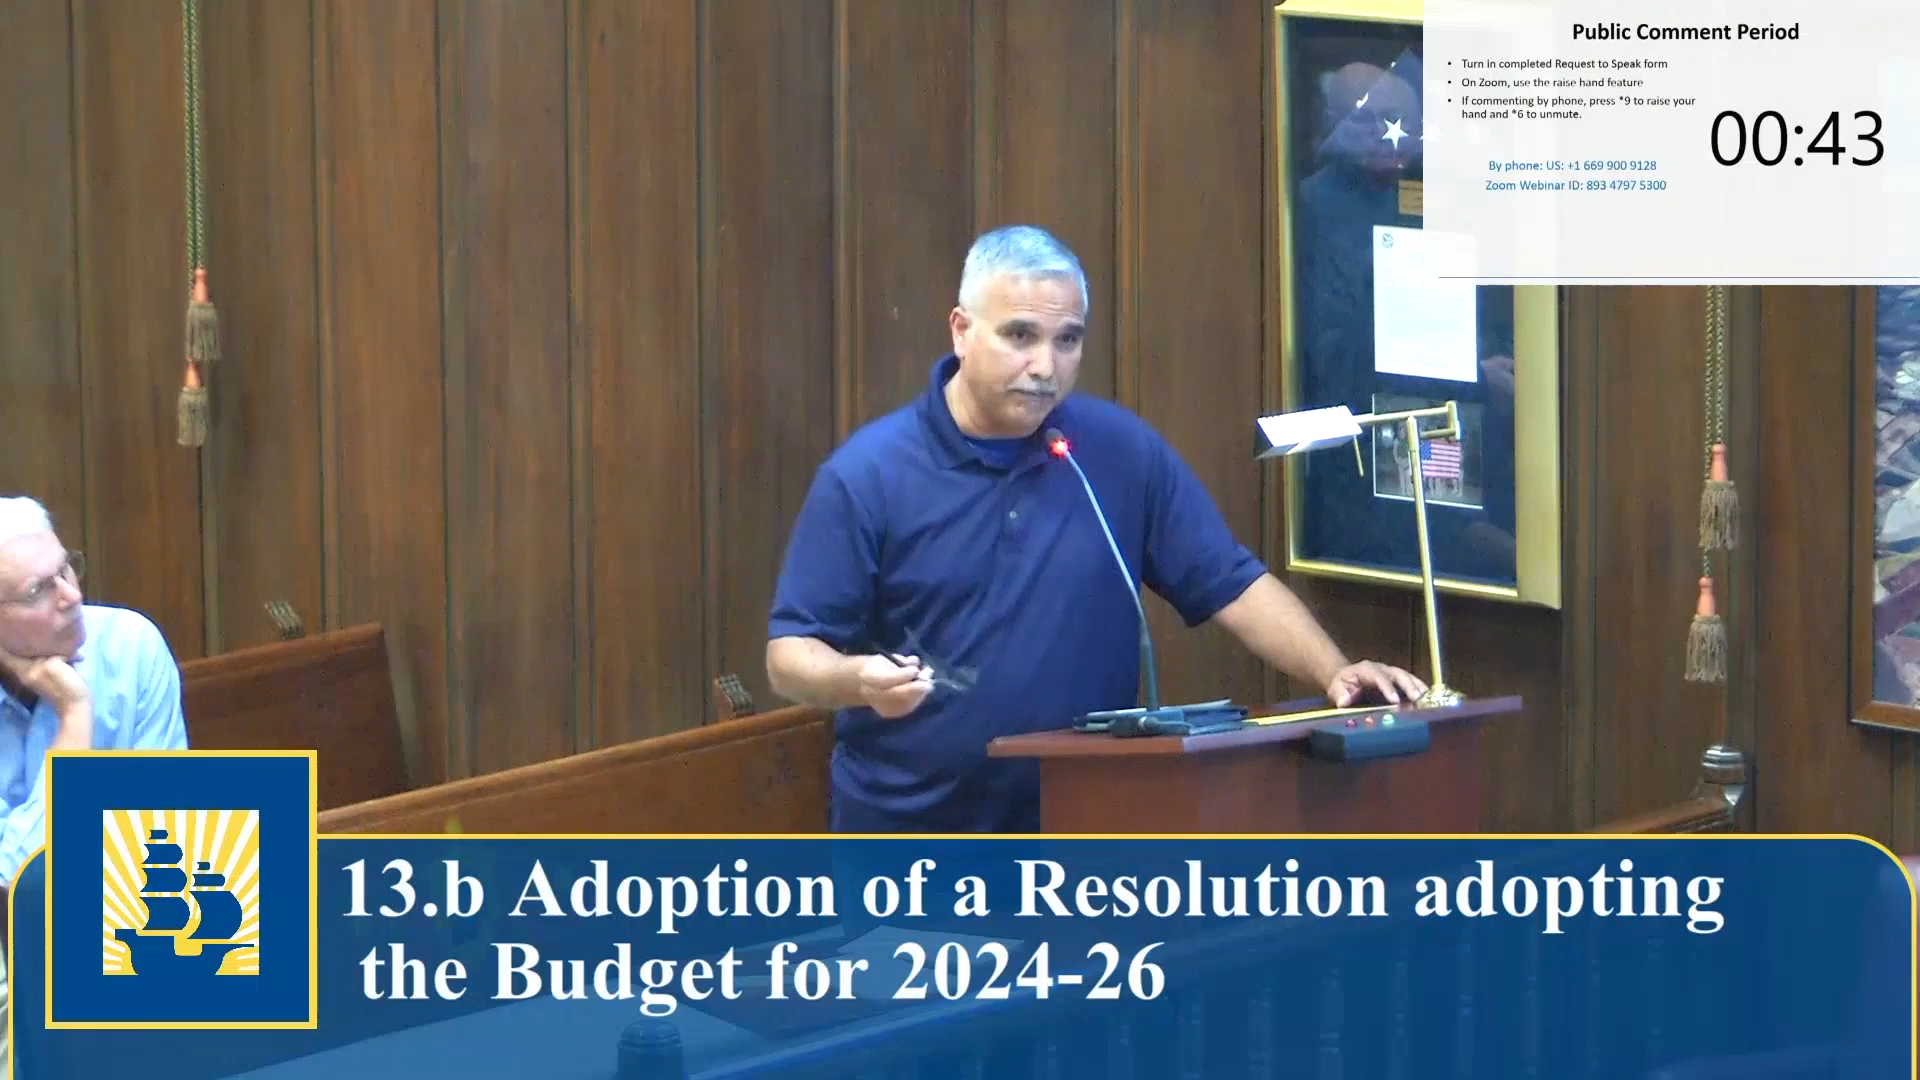 Public Comment Period
• Turn in completed Request to Speak form
• On Zoom, use the raise hand feature
• If commenting by phone, press *9 to raise your
hand and *6 to unmute.
00:43
By phone: US: +1 669 900 9128
Zoom Webinar ID: 893 4797 5300
13.b Adoption of a Resolution adopting
the Budget for 2024-26